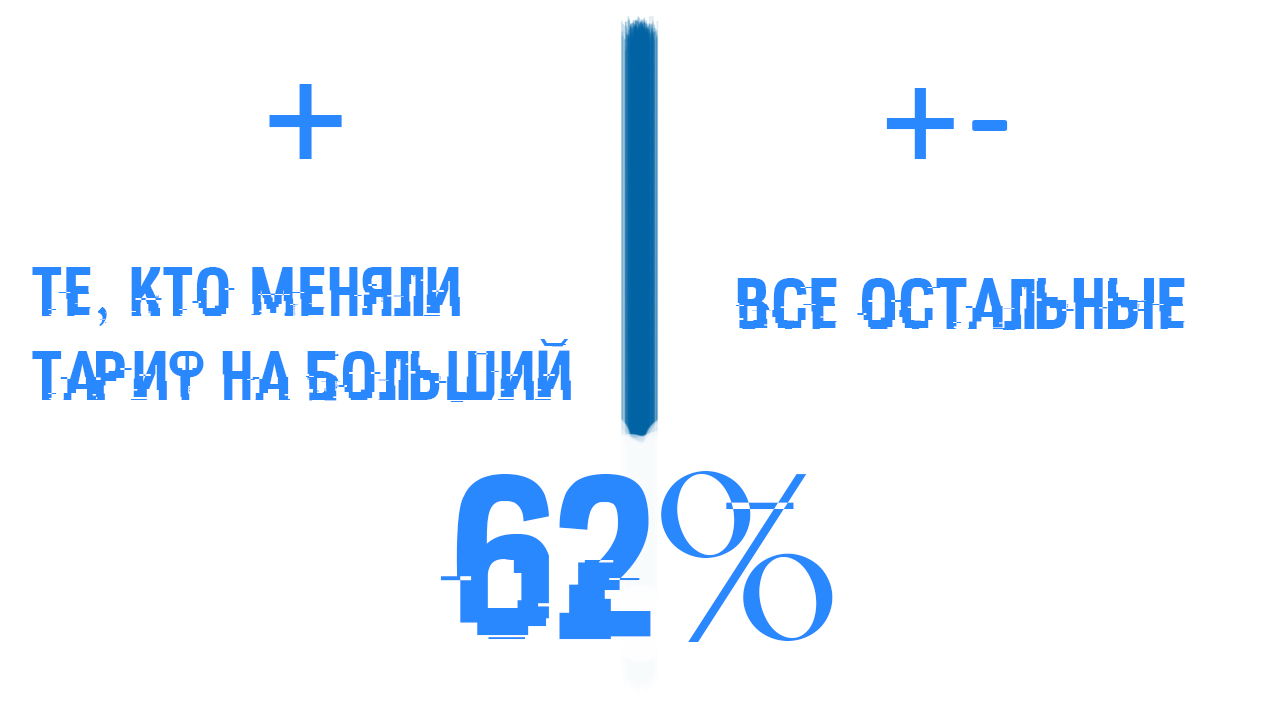 +
ТЕ, КТО МЕНЯЛИ
ТАРИФ НА БОЛЬШИЙ
+-
ВСЕ ОСТАЛЬНЫЕ
62%